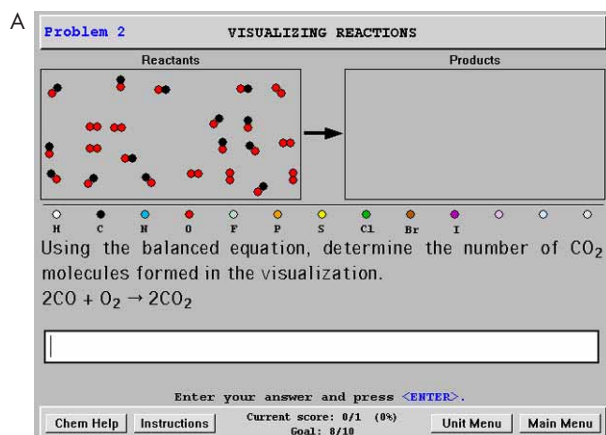 A
Problem 2
VISUALIZING REACTIONS
Reactants
Products
H C N O F P S Cl Br I
Using the balanced equation, determine the number of CO₂
molecules formed in the visualization.
2CO + O₂ → 2CO₂
Enter your answer and press <ENTER>.
Chem Help
Instructions
Current score: 0/1 (0%)
Goal: 8/10
Unit Menu
Main Menu